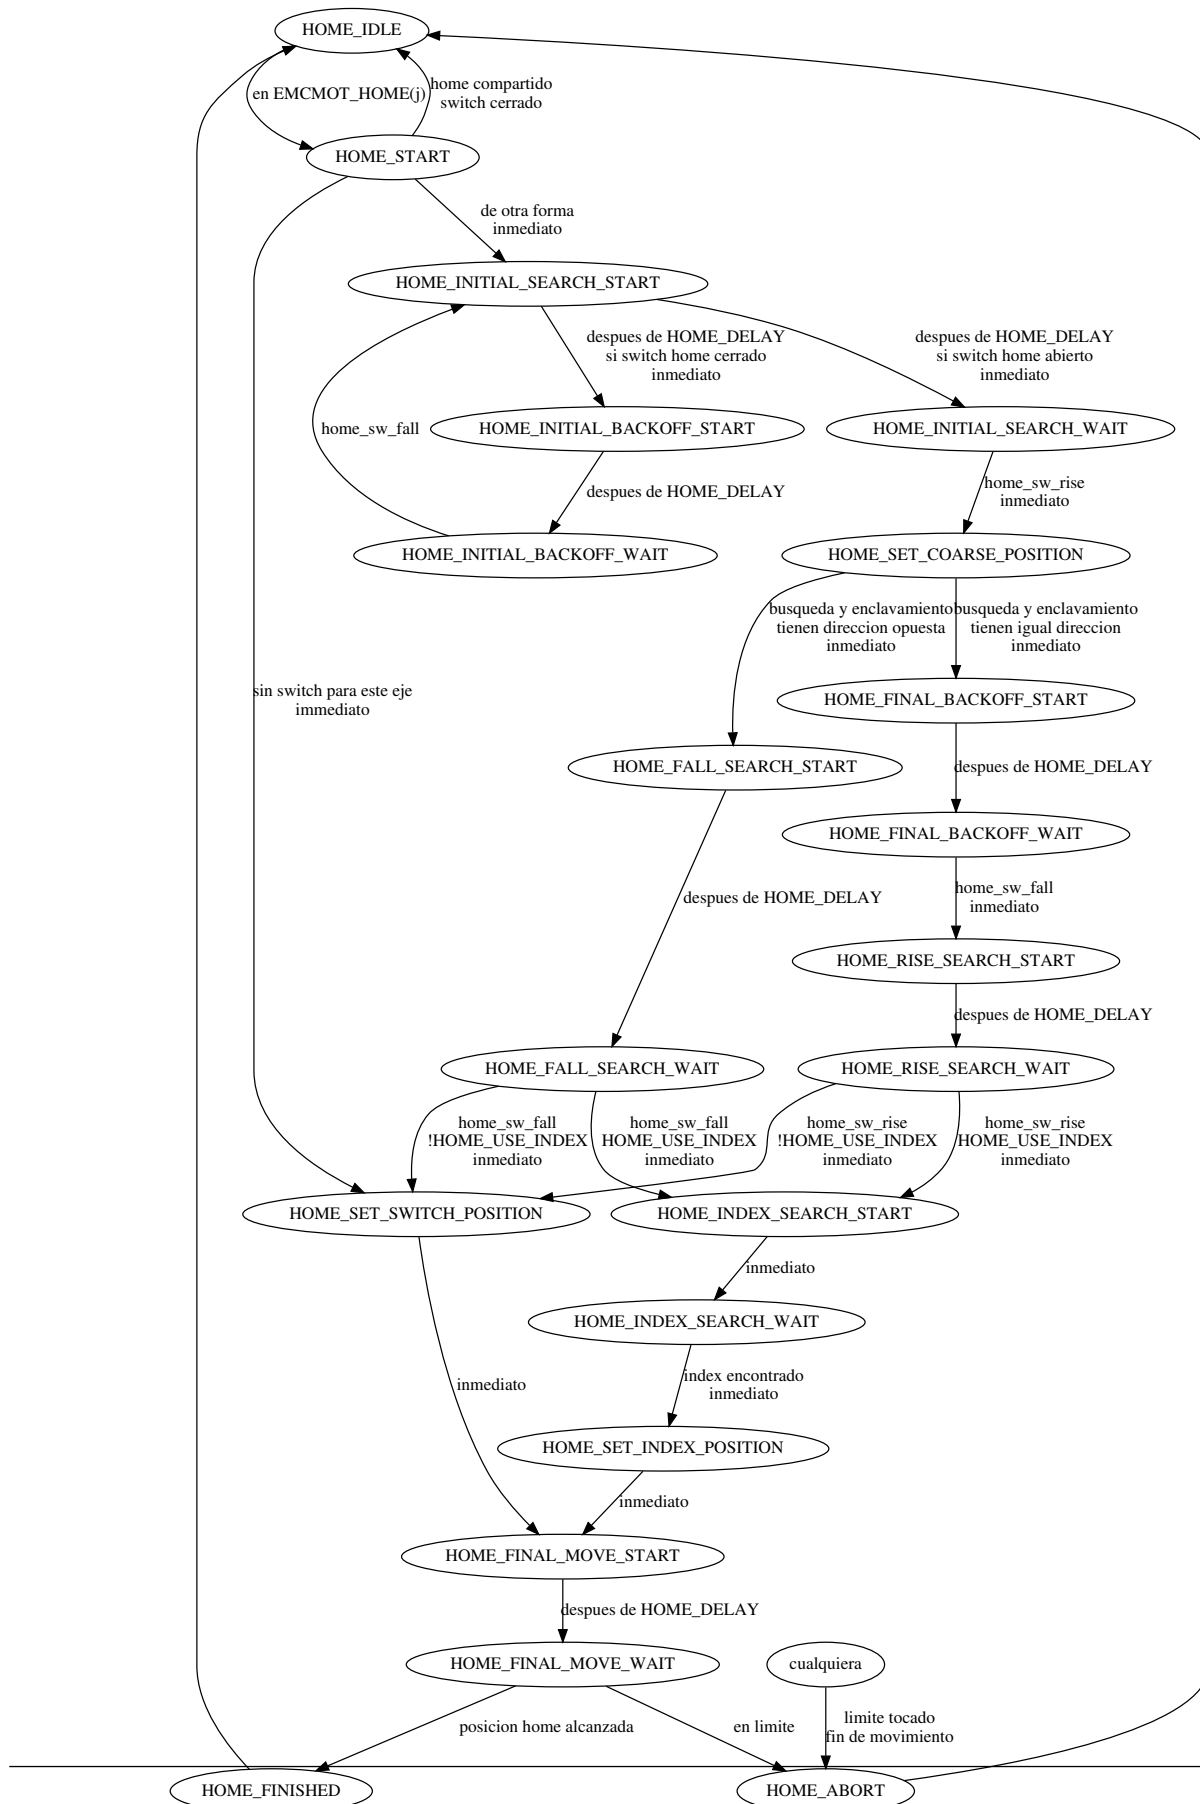 HOME_IDLE
en EMCMOT_HOME(j)
home compartido
switch cerrado
HOME_START
de otra forma
inmediato
HOME_INITIAL_SEARCH_START
despues de HOME_DELAY
si switch home cerrado
inmediato
despues de HOME_DELAY
si switch home abierto
inmediato
home_sw_fall
HOME_INITIAL_BACKOFF_START
HOME_INITIAL_SEARCH_WAIT
despues de HOME_DELAY
home_sw_rise
inmediato
HOME_INITIAL_BACKOFF_WAIT
HOME_SET_COARSE_POSITION
busqueda y enclavamiento
tienen direccion opuesta
inmediato
busqueda y enclavamiento
tienen igual direccion
inmediato
sin switch para este eje
immediato
HOME_FINAL_BACKOFF_START
HOME_FALL_SEARCH_START
despues de HOME_DELAY
HOME_FINAL_BACKOFF_WAIT
despues de HOME_DELAY
home_sw_fall
inmediato
HOME_RISE_SEARCH_START
despues de HOME_DELAY
HOME_FALL_SEARCH_WAIT
HOME_RISE_SEARCH_WAIT
home_sw_fall
!HOME_USE_INDEX
inmediato
home_sw_fall
HOME_USE_INDEX
inmediato
home_sw_rise
!HOME_USE_INDEX
inmediato
home_sw_rise
HOME_USE_INDEX
inmediato
HOME_SET_SWITCH_POSITION
HOME_INDEX_SEARCH_START
inmediato
HOME_INDEX_SEARCH_WAIT
inmediato
index encontrado
inmediato
HOME_SET_INDEX_POSITION
inmediato
HOME_FINAL_MOVE_START
despues de HOME_DELAY
HOME_FINAL_MOVE_WAIT
cualquiera
posicion home alcanzada
en limite
limite tocado
fin de movimiento
HOME_FINISHED
HOME_ABORT